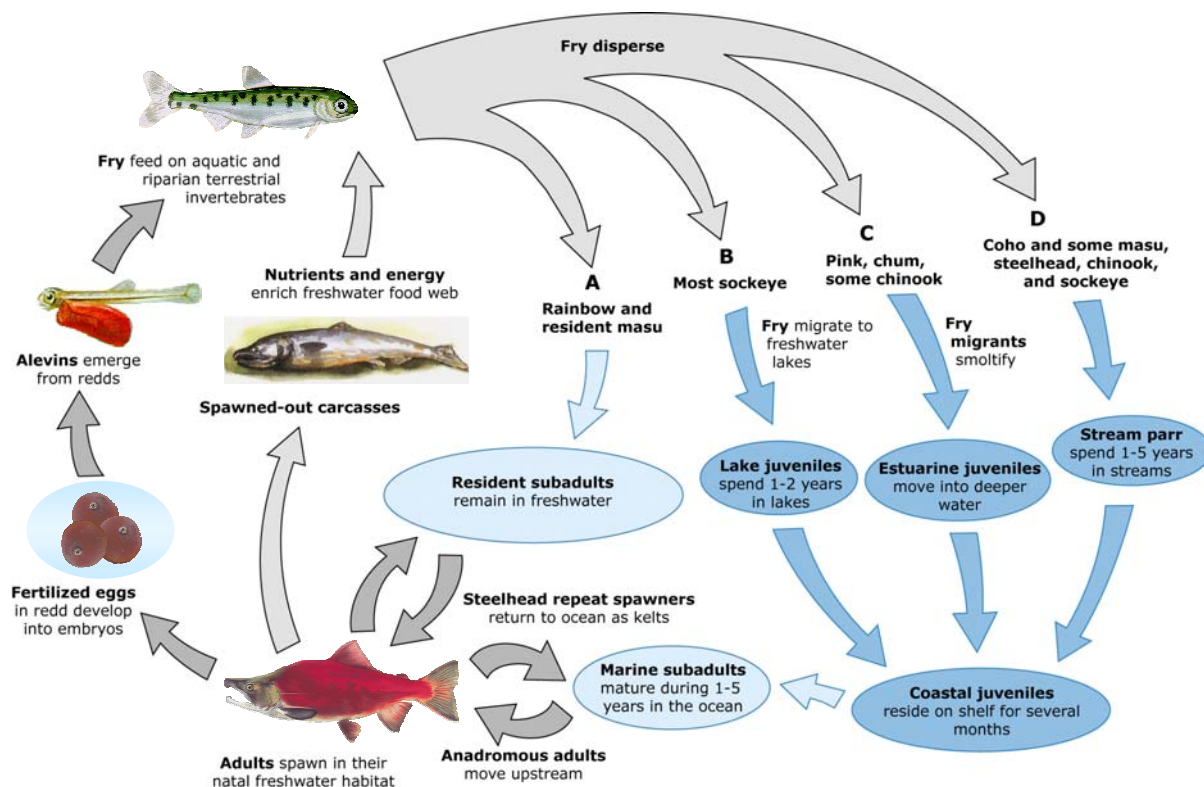 Fry disperse
Fry feed on aquatic and
riparian terrestrial
invertebrates
Nutrients and energy
enrich freshwater food web
Alevins emerge
from redds
Spawned-out carcasses
Fertilized eggs
in redd develop
into embryos
Adults spawn in their
natal freshwater habitat
A
Rainbow and
resident masu
B
Most sockeye
C
Pink, chum,
some chinook
D
Coho and some masu,
steelhead, chinook,
and sockeye
Fry migrate to
freshwater
lakes
Fry
migrants
smoltify
Resident subadults
remain in freshwater
Lake juveniles
spend 1-2 years
in lakes
Estuarine juveniles
move into deeper
water
Stream parr
spend 1-5 years
in streams
Steelhead repeat spawners
return to ocean as kelts
Marine subadults
mature during 1-5
years in the ocean
Anadromous adults
move upstream
Coastal juveniles
reside on shelf for several
months